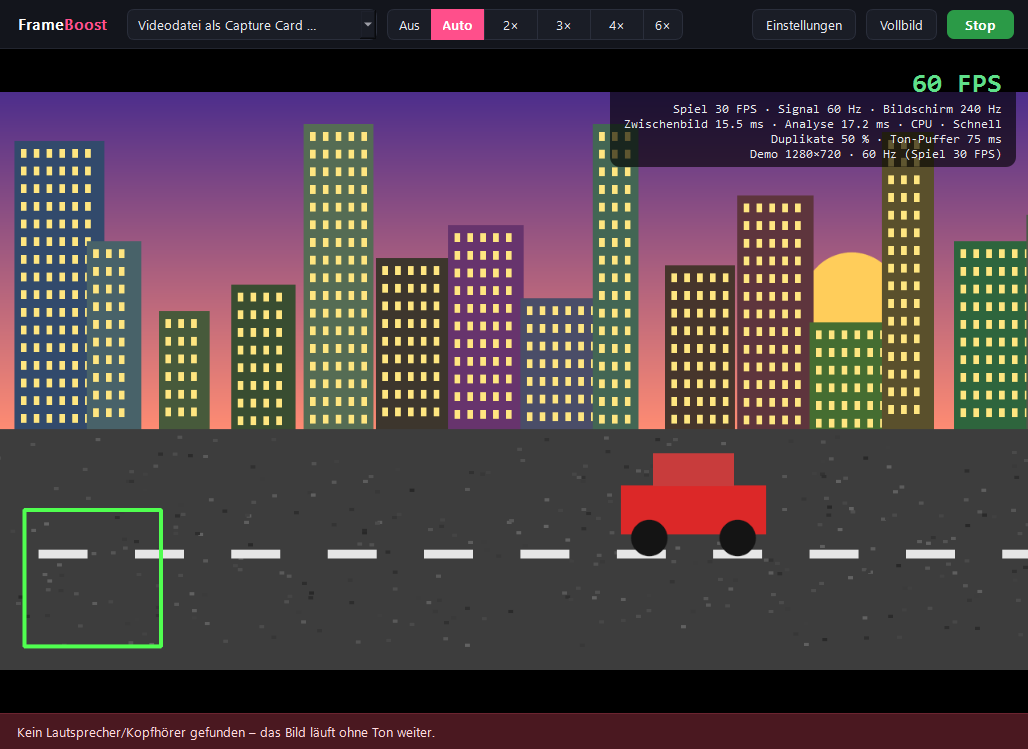 FrameBoost
Videodatei als Capture Card ...
Aus
Auto
2×
3×
4×
6×
Einstellungen
Vollbild
Stop
60 FPS
Spiel 30 FPS · Signal 60 Hz · Bildschirm 240 Hz
Zwischenbild 15.5 ms · Analyse 17.2 ms · CPU · Schnell
Duplikate 50 % · Ton-Puffer 75 ms
Demo 1280×720 · 60 Hz (Spiel 30 FPS)
Kein Lautsprecher/Kopfhörer gefunden – das Bild läuft ohne Ton weiter.